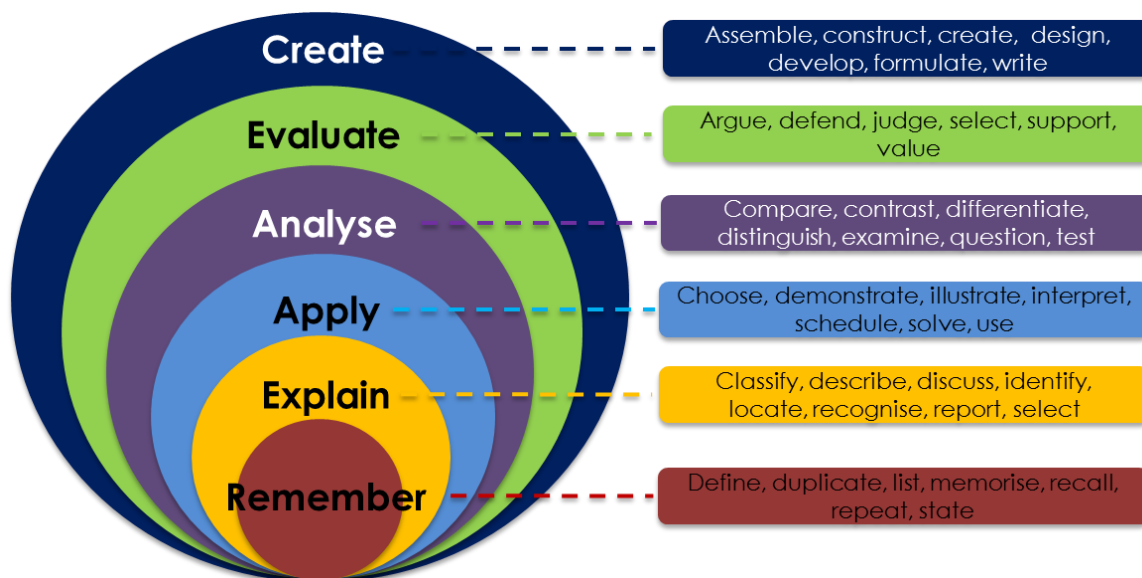 Create
Assemble, construct, create, design,
develop, formulate, write
Evaluate
Argue, defend, judge, select, support,
value
Analyse
Compare, contrast, differentiate,
distinguish, examine, question, test
Apply
Choose, demonstrate, illustrate, interpret,
schedule, solve, use
Explain
Classify, describe, discuss, identify,
locate, recognise, report, select
Remember
Define, duplicate, list, memorise, recall,
repeat, state